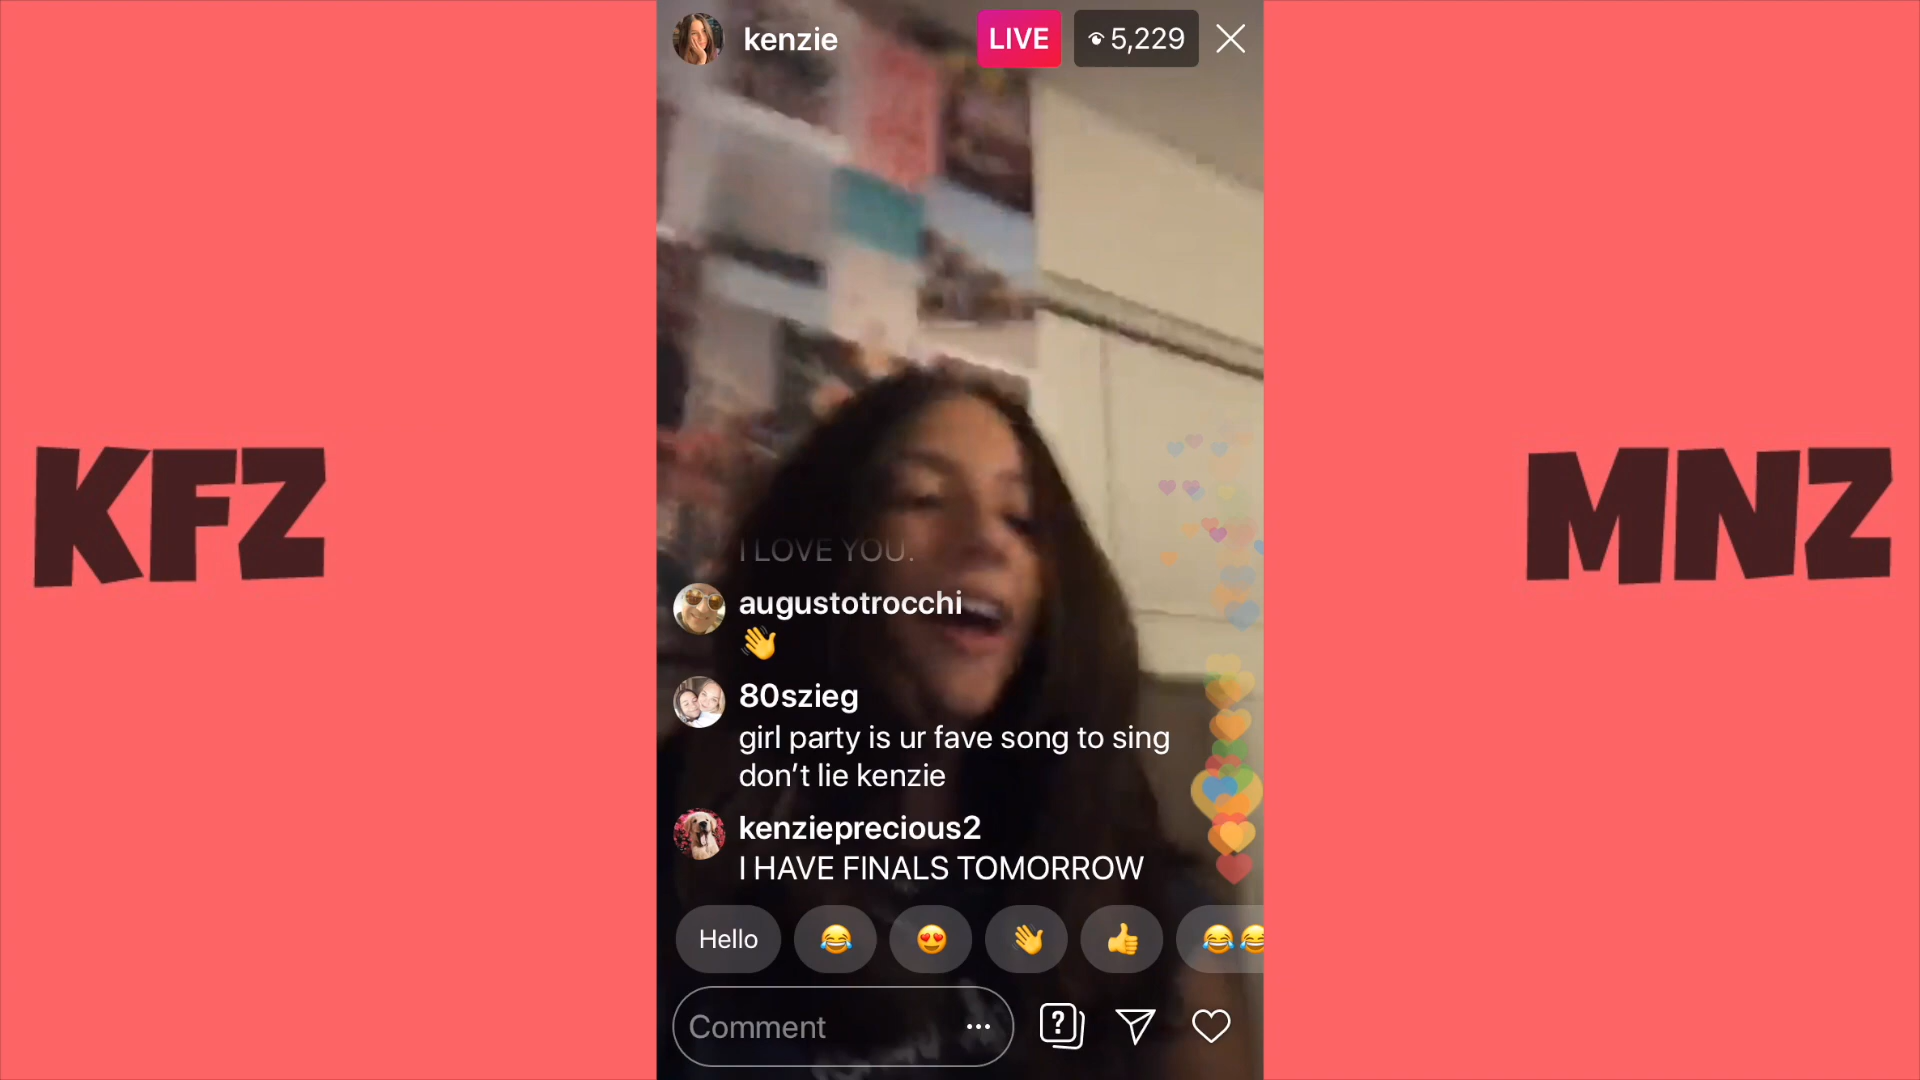 kenzie
LIVE
5,229
KFZ
MNZ
I LOVE YOU.
augustotrocchi
👋
80szieg
girl party is ur fave song to sing
don't lie kenzie
kenzieprecious2
I HAVE FINALS TOMORROW
Hello
Comment